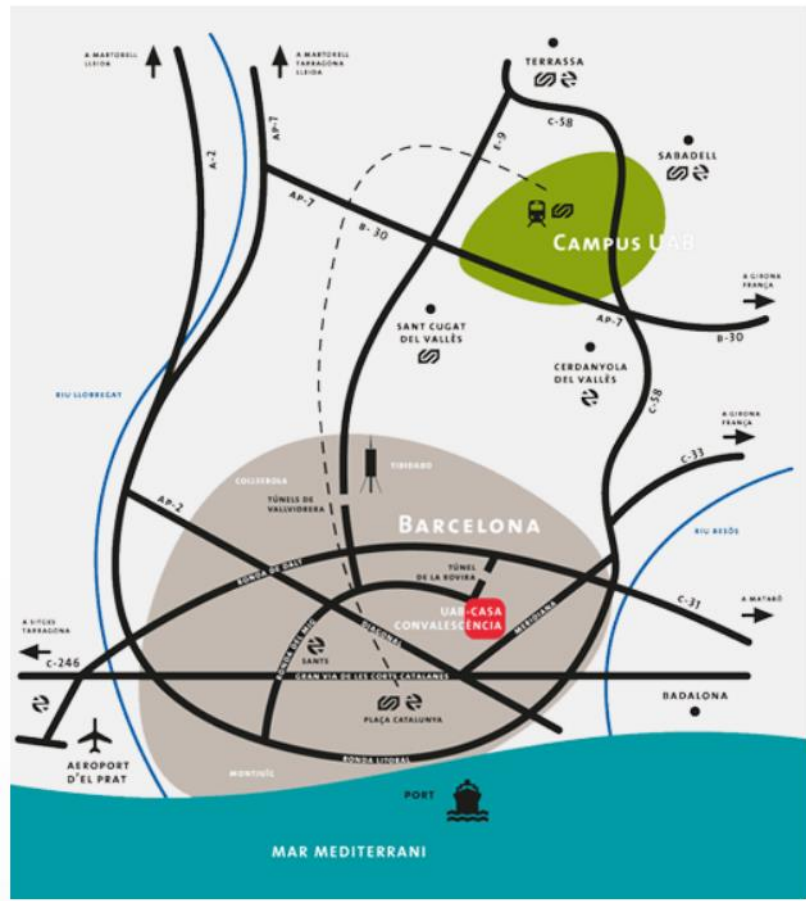 A MARTORELL
LLEIDA
A MARTORELL
TARRAGONA
LLEIDA
TERRASSA
C-58
A-2
AP-7
E-9
SABADELL
AP-7
B-30
CAMPUS UAB
A GIRONA
FRANÇA
SANT CUGAT
DEL VALLÈS
AP-7
B-30
CERDANYOLA
DEL VALLÈS
RIU LLOBREGAT
C-58
A GIRONA
FRANÇA
C-33
COLLSEROLA
TIBIDABO
TÚNELS DE
VALLVIDRERA
AP-2
BARCELONA
RIU BESÒS
RONDA DE DALT
TÚNEL
DE LA ROVIRA
UAB-CASA
CONVALESCÈNCIA
C-31
A MATARÓ
A SITGES
TARRAGONA
C-246
RONDA DEL MIG
DIAGONAL
MERIDIANA
SANTS
GRAN VIA DE LES CORTS CATALANES
BADALONA
PLAÇA CATALUNYA
AEROPORT
D'EL PRAT
RONDA LITORAL
MONTJUÏC
PORT
MAR MEDITERRANI